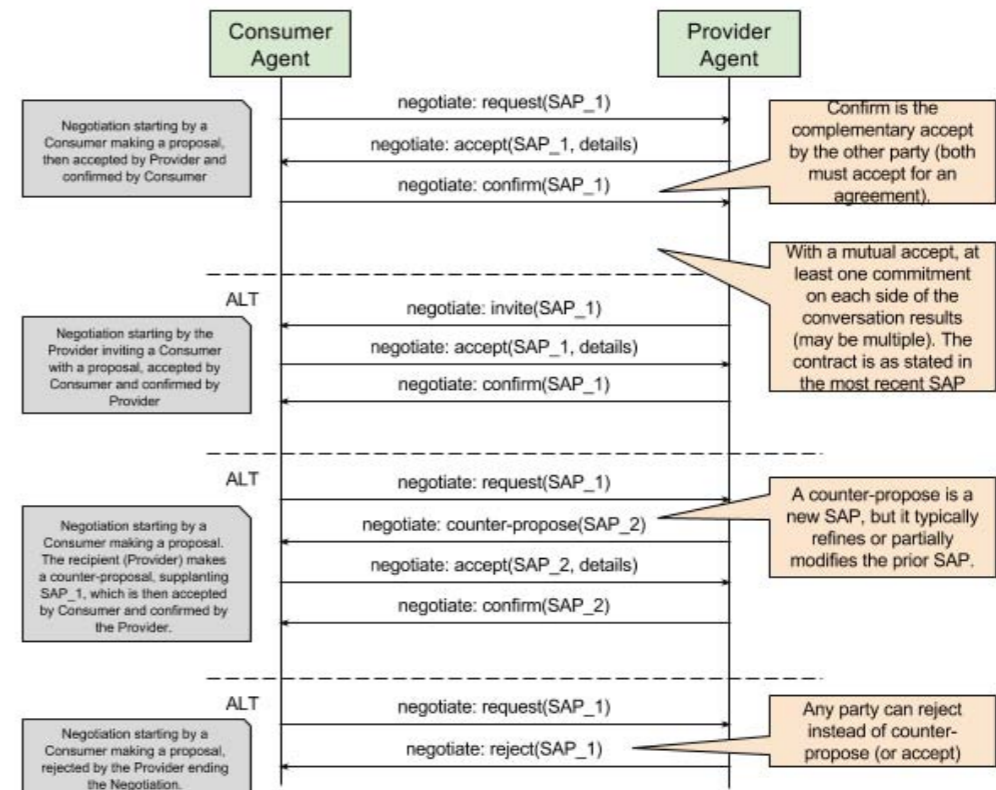 Consumer
Agent
Provider
Agent
Negotiation starting by a
Consumer making a proposal,
then accepted by Provider and
confirmed by Consumer
negotiate: request(SAP_1)
negotiate: accept(SAP_1, details)
negotiate: confirm(SAP_1)
Confirm is the
complementary accept
by the other party (both
must accept for an
agreement).
With a mutual accept, at
least one commitment
on each side of the
conversation results
(may be multiple). The
contract is as stated in
the most recent SAP
ALT
Negotiation starting by the
Provider inviting a Consumer
with a proposal, accepted by
Consumer and confirmed by
Provider
negotiate: invite(SAP_1)
negotiate: accept(SAP_1, details)
negotiate: confirm(SAP_1)
ALT
Negotiation starting by a
Consumer making a proposal.
The recipient (Provider) makes
a counter-proposal, supplanting
SAP_1, which is then accepted
by Consumer and confirmed by
the Provider.
negotiate: request(SAP_1)
negotiate: counter-propose(SAP_2)
negotiate: accept(SAP_2, details)
negotiate: confirm(SAP_2)
A counter-propose is a
new SAP, but it typically
refines or partially
modifies the prior SAP.
ALT
Negotiation starting by a
Consumer making a proposal,
rejected by the Provider ending
the Negotiation.
negotiate: request(SAP_1)
negotiate: reject(SAP_1)
Any party can reject
instead of counter-
propose (or accept)